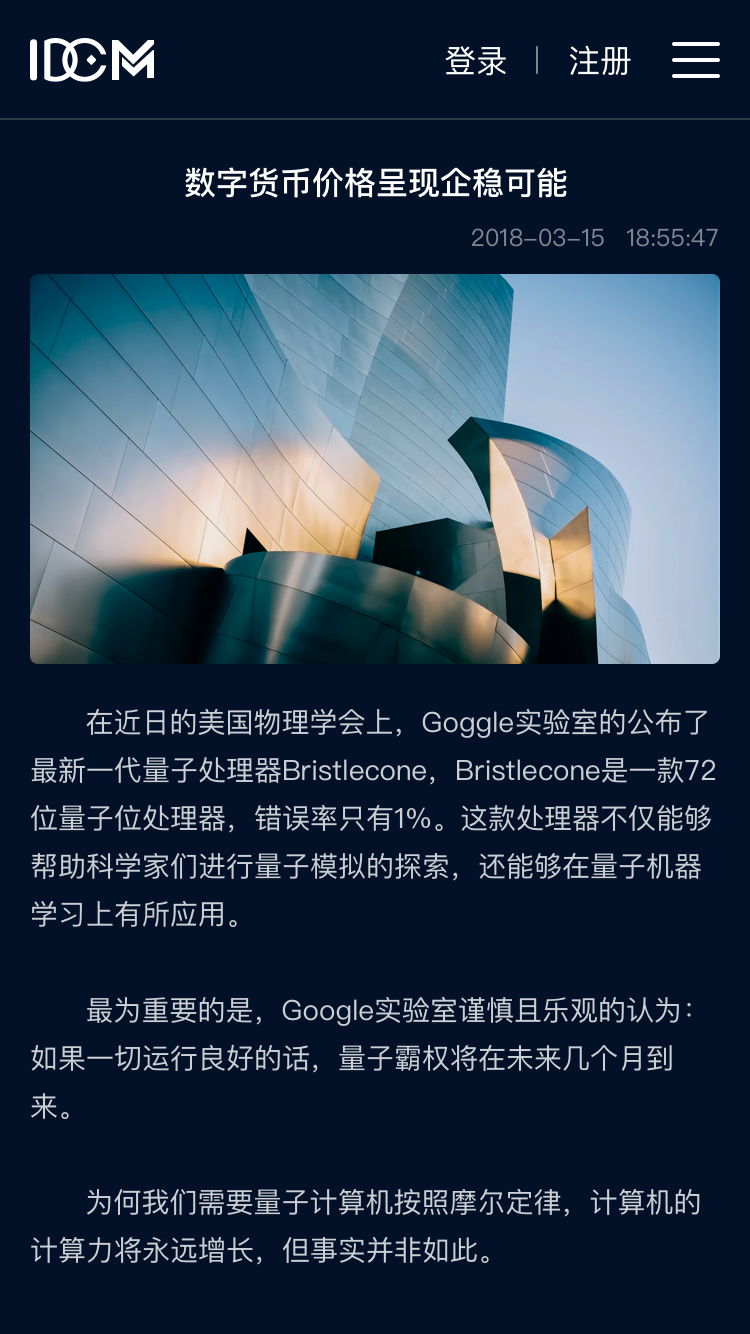 IDCM
登录 | 注册
数字货币价格呈现企稳可能
2018-03-15 18:55:47
在近日的美国物理学会上，Goggle实验室的公布了
最新一代量子处理器Bristlecone，Bristlecone是一款72
位量子位处理器，错误率只有1%。这款处理器不仅能够
帮助科学家们进行量子模拟的探索，还能够在量子机器
学习上有所应用。
最为重要的是，Google实验室谨慎且乐观的认为：
如果一切运行良好的话，量子霸权将在未来几个月到
来。
为何我们需要量子计算机按照摩尔定律，计算机的
计算力将永远增长，但事实并非如此。